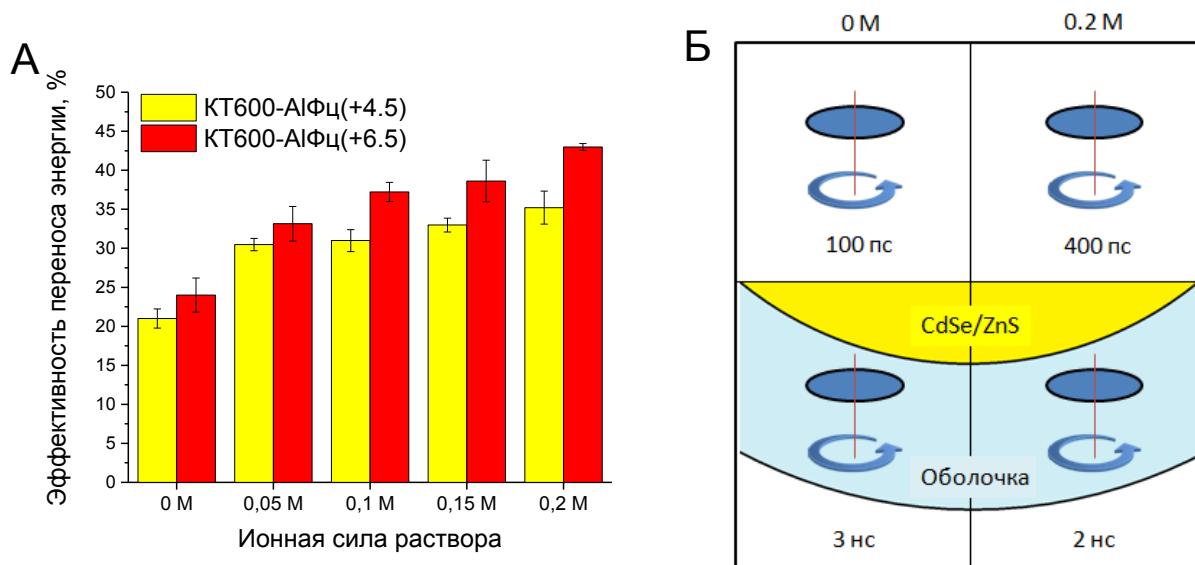 А
Эффективность переноса энергии, %
50
45
40
35
30
25
20
15
10
5
0
КТ600-AlФц(+4.5)
КТ600-AlФц(+6.5)
0 М
0,05 М
0,1 М
0,15 М
0,2 М
Ионная сила раствора
Б
0 М
0.2 М
100 пс
400 пс
CdSe/ZnS
Оболочка
3 нс
2 нс